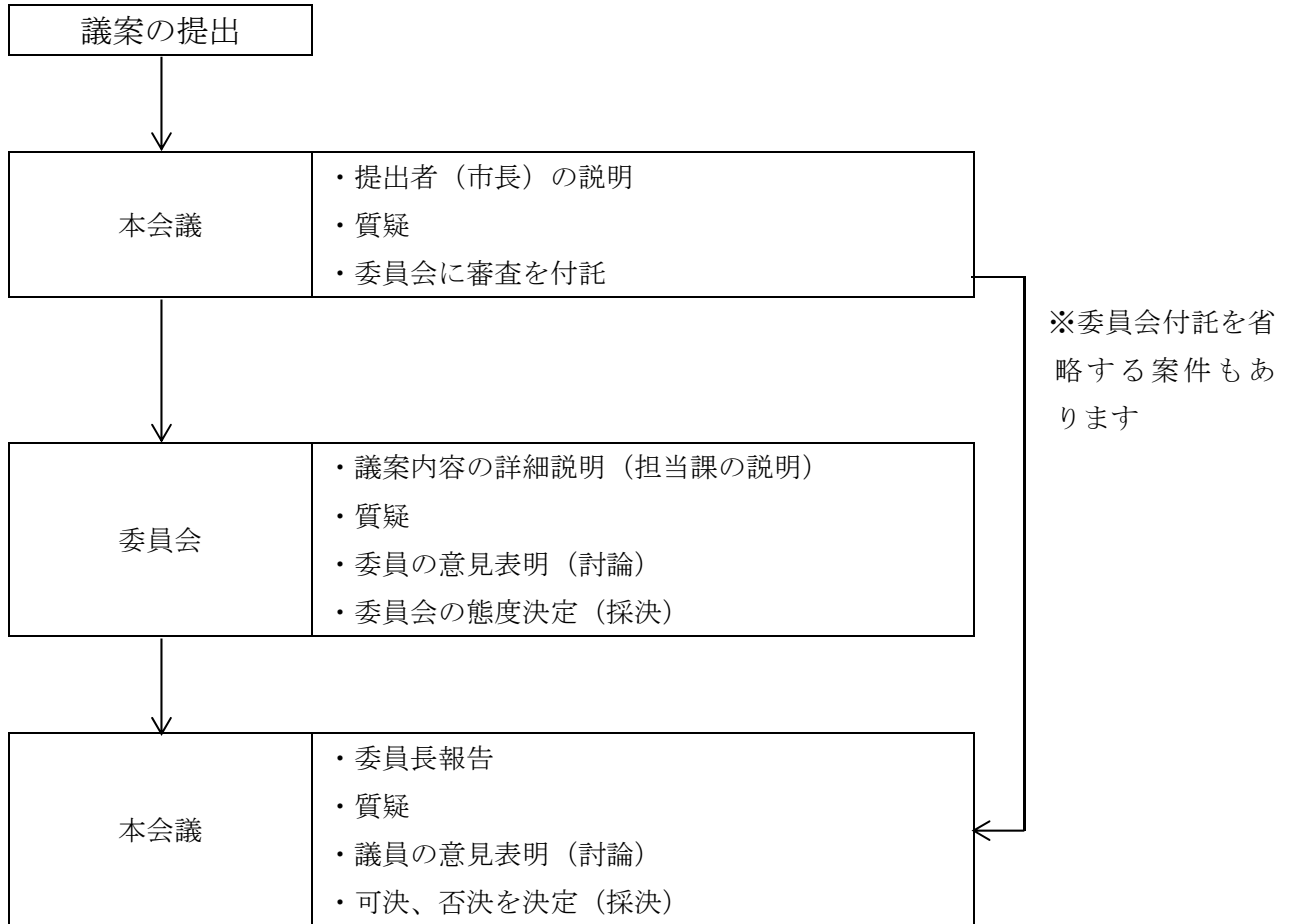 議案の提出
本会議
・提出者（市長）の説明
・質疑
・委員会に審査を付託
※委員会付託を省
略する案件もあ
ります
委員会
・議案内容の詳細説明（担当課の説明）
・質疑
・委員の意見表明（討論）
・委員会の態度決定（採決）
本会議
・委員長報告
・質疑
・議員の意見表明（討論）
・可決、否決を決定（採決）